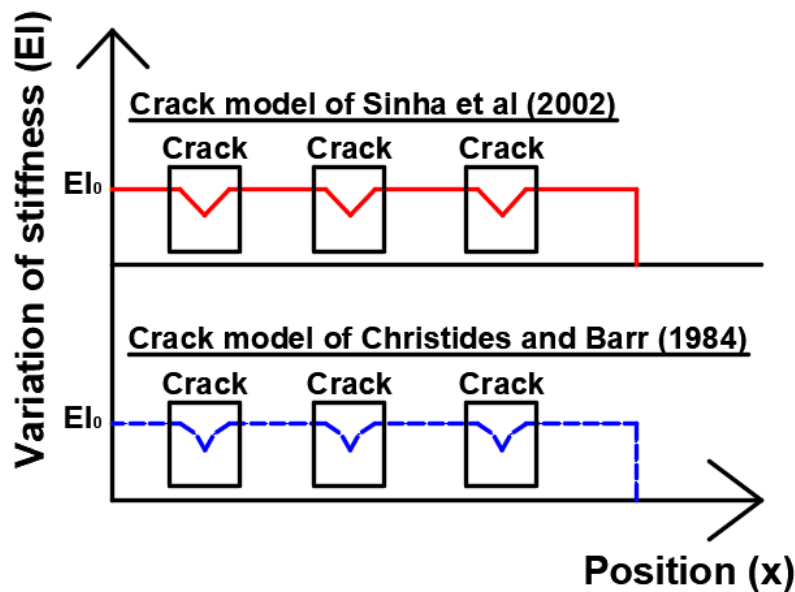 Variation of stiffness (EI)
Crack model of Sinha et al (2002)
Crack Crack Crack
EI₀
Crack model of Christides and Barr (1984)
Crack Crack Crack
EI₀
Position (x)